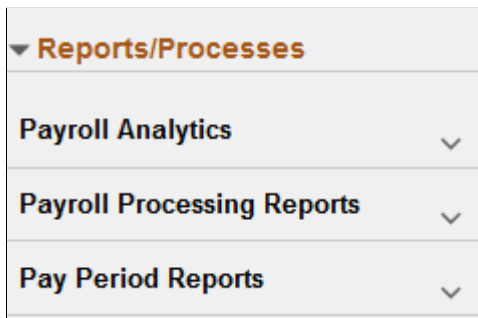 Reports/Processes
Payroll Analytics
Payroll Processing Reports
Pay Period Reports